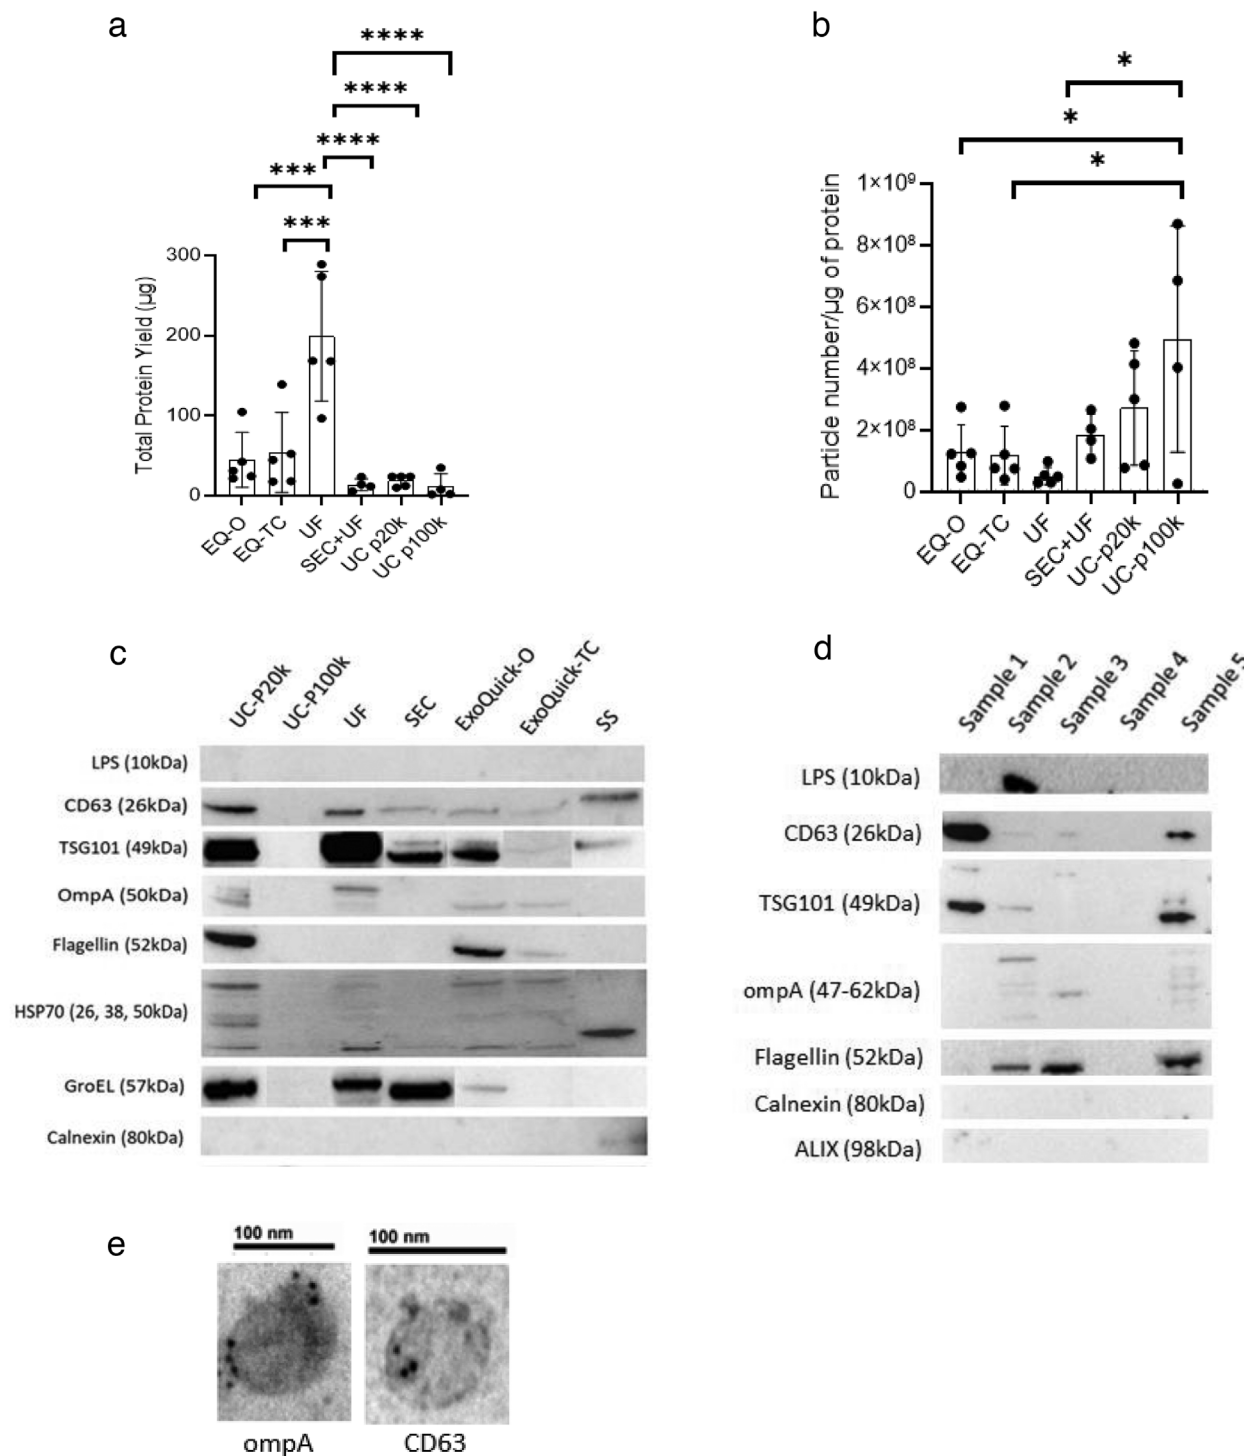 a
****
****
****
***
***
300
200
100
0
Total Protein Yield (µg)
EQ-O
EQ-TC
UF
SEC+UF
UC p20k
UC p100k
b
*
*
*
1×10⁹
8×10⁸
6×10⁸
4×10⁸
2×10⁸
0
Particle number/µg of protein
EQ-O
EQ-TC
UF
SEC+UF
UC-p20k
UC-p100k
c
UC-P20k
UC-P100k
UF
SEC
ExoQuick-O
ExoQuick-TC
SS
LPS (10kDa)
CD63 (26kDa)
TSG101 (49kDa)
OmpA (50kDa)
Flagellin (52kDa)
HSP70 (26, 38, 50kDa)
GroEL (57kDa)
Calnexin (80kDa)
d
Sample 1
Sample 2
Sample 3
Sample 4
Sample 5
LPS (10kDa)
CD63 (26kDa)
TSG101 (49kDa)
ompA (47-62kDa)
Flagellin (52kDa)
Calnexin (80kDa)
ALIX (98kDa)
e
100 nm
100 nm
ompA
CD63